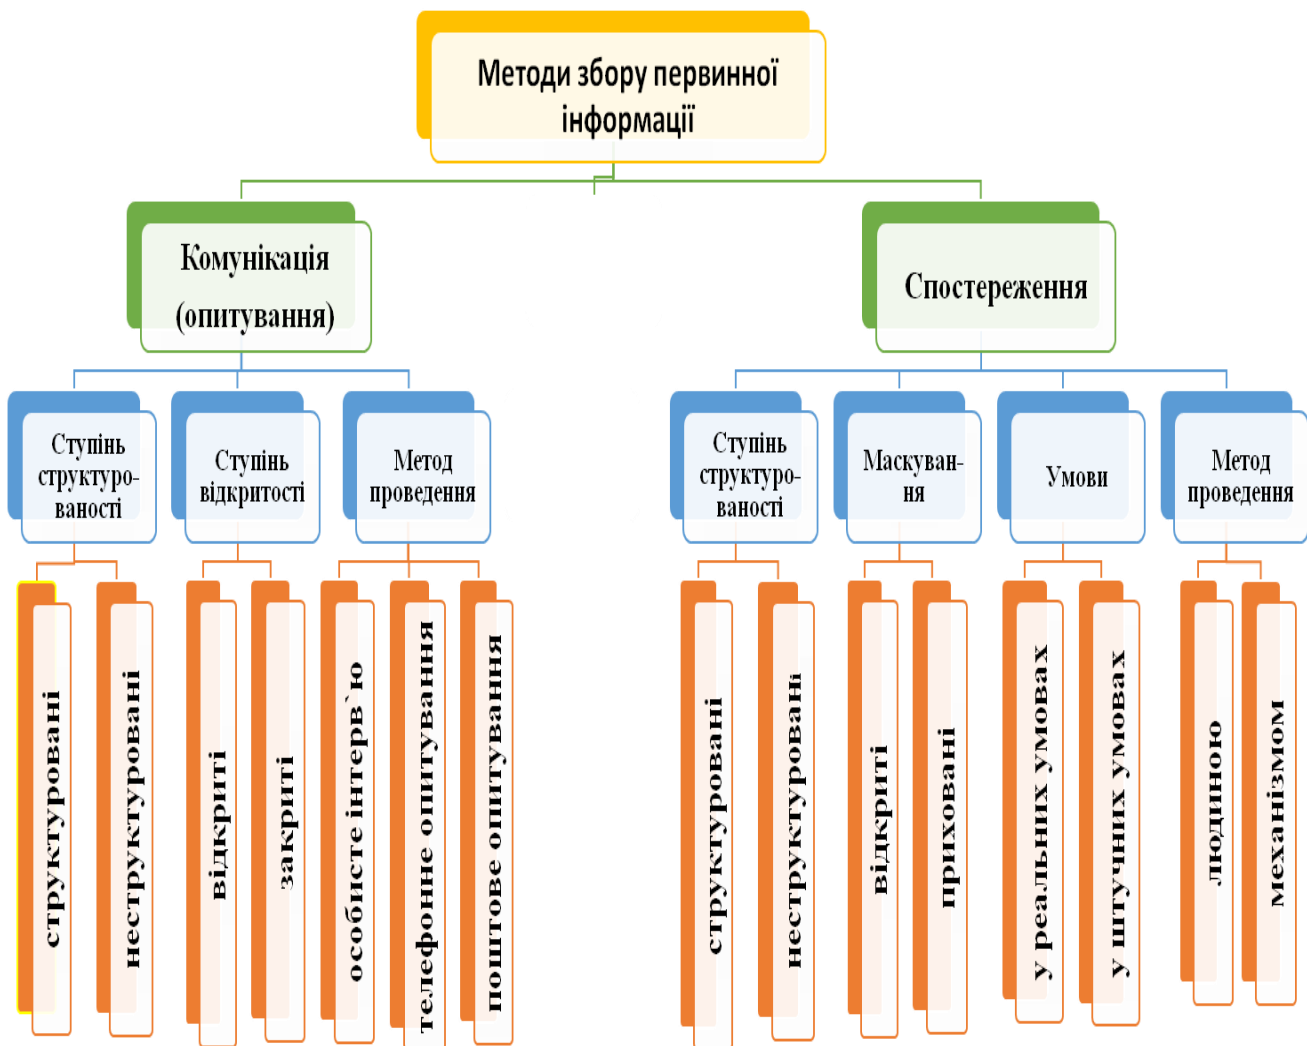 Методи збору первинної
інформації
Комунікація
(опитування)
Спостереження
Ступінь
структуро-
ваності
Ступінь
відкритості
Метод
проведення
Ступінь
структуро-
ваності
Маскуван-
ня
Умови
Метод
проведення
структуровані
неструктуровані
відкриті
закриті
особисте інтерв`ю
телефонне опитування
поштове опитування
структуровані
неструктуровані
відкриті
приховані
у реальних умовах
у штучних умовах
людиною
механізмом